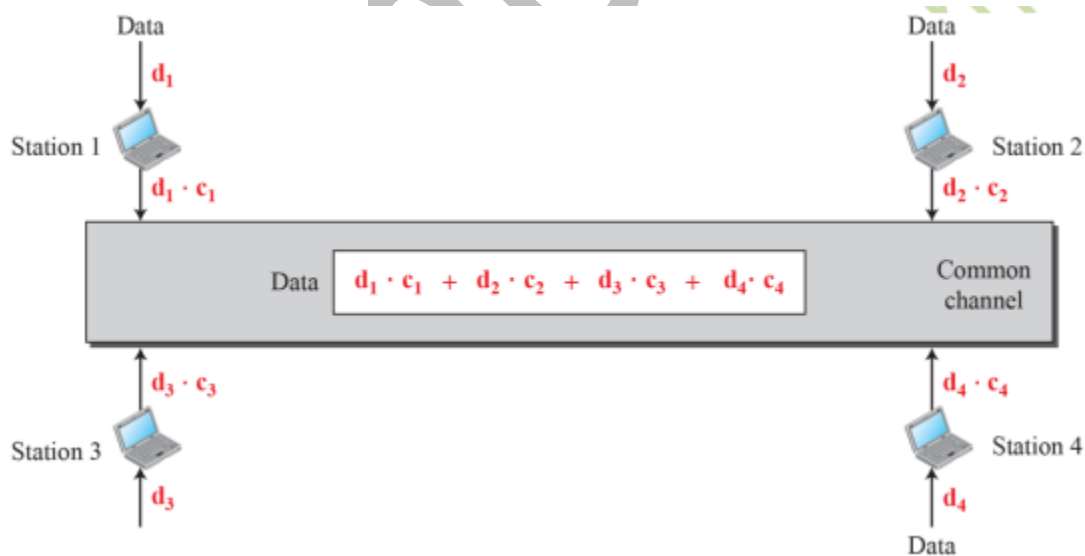 Data
Data
d₁
d₂
Station 1
Station 2
d₁ · c₁
d₂ · c₂
Data
d₁ · c₁ + d₂ · c₂ + d₃ · c₃ + d₄ · c₄
Common
channel
d₃ · c₃
d₄ · c₄
Station 3
Station 4
d₃
d₄
Data